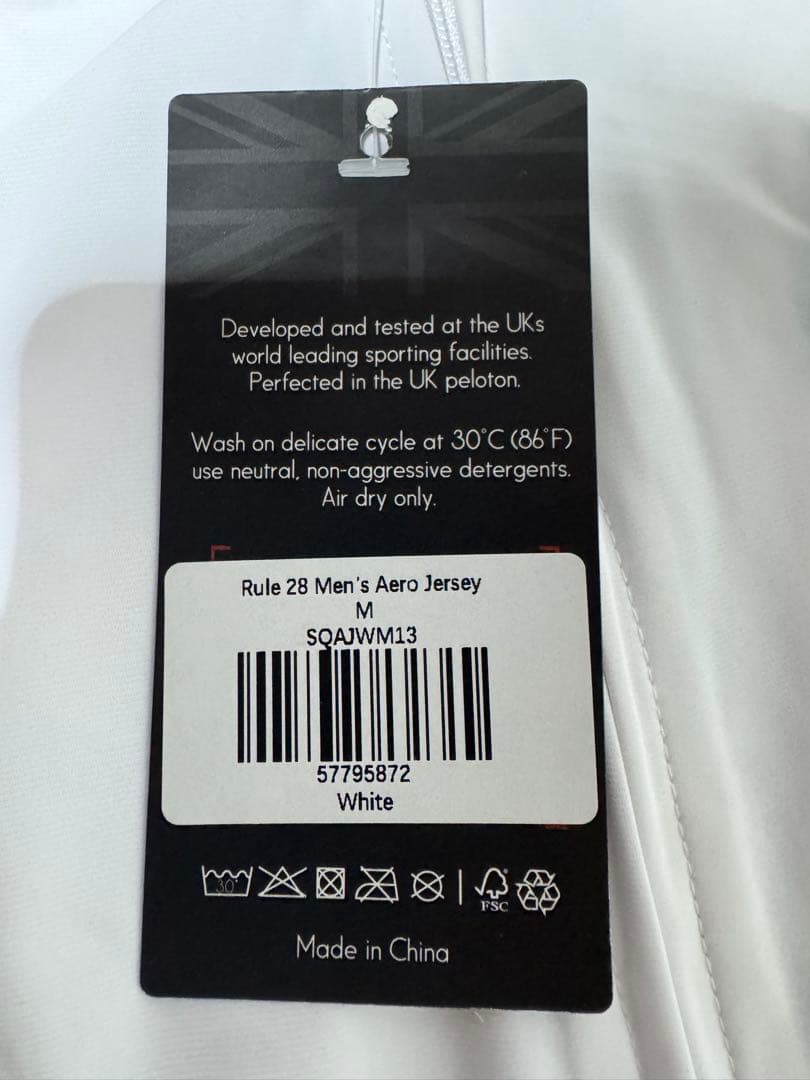 Developed and tested at the UKs
world leading sporting facilities.
Perfected in the UK peloton.
Wash on delicate cycle at 30°C (86°F)
use neutral, non-aggressive detergents.
Air dry only.
Rule 28 Men's Aero Jersey
M
SQAJWM13
57795872
White
30°
FSC
Made in China